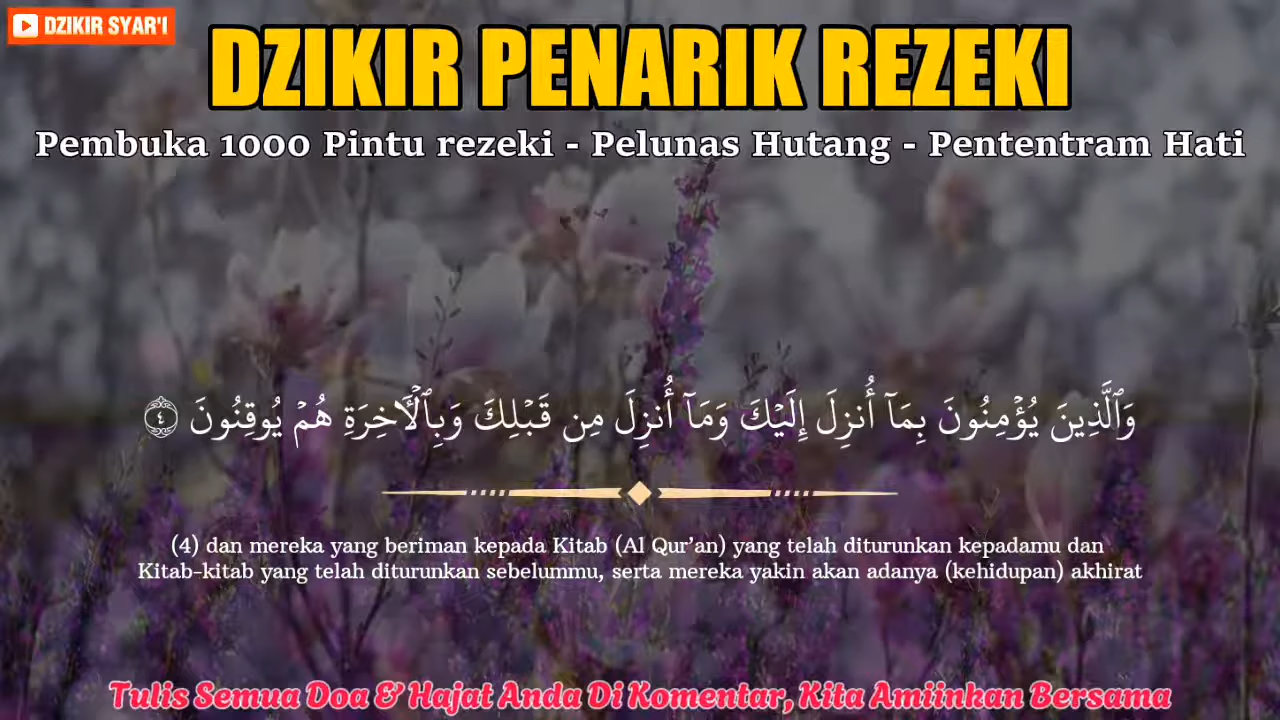 DZIKIR SYAR'I
DZIKIR PENARIK REZEKI
Pembuka 1000 Pintu rezeki - Pelunas Hutang - Pententram Hati
وَٱلَّذِينَ يُؤْمِنُونَ بِمَآ أُنزِلَ إِلَيْكَ وَمَآ أُنزِلَ مِن قَبْلِكَ وَبِٱلْـَٔاخِرَةِ هُمْ يُوقِنُونَ ٤
(4) dan mereka yang beriman kepada Kitab (Al Qur’an) yang telah diturunkan kepadamu dan
Kitab-kitab yang telah diturunkan sebelummu, serta mereka yakin akan adanya (kehidupan) akhirat
Tulis Semua Doa & Hajat Anda Di Komentar, Kita Amiinkan Bersama